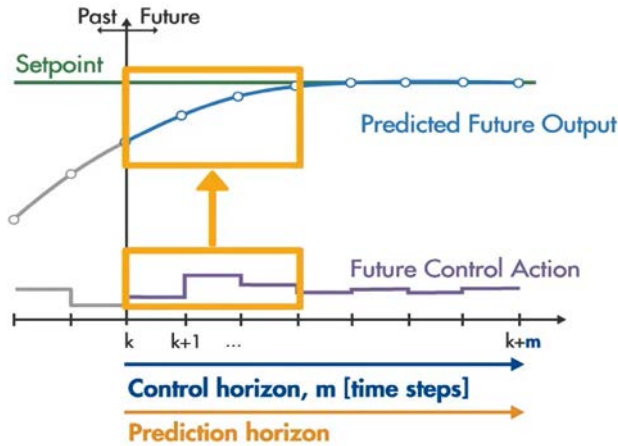 Past Future
Setpoint
Predicted Future Output
Future Control Action
k k+1 ... k+m
Control horizon, m [time steps]
Prediction horizon